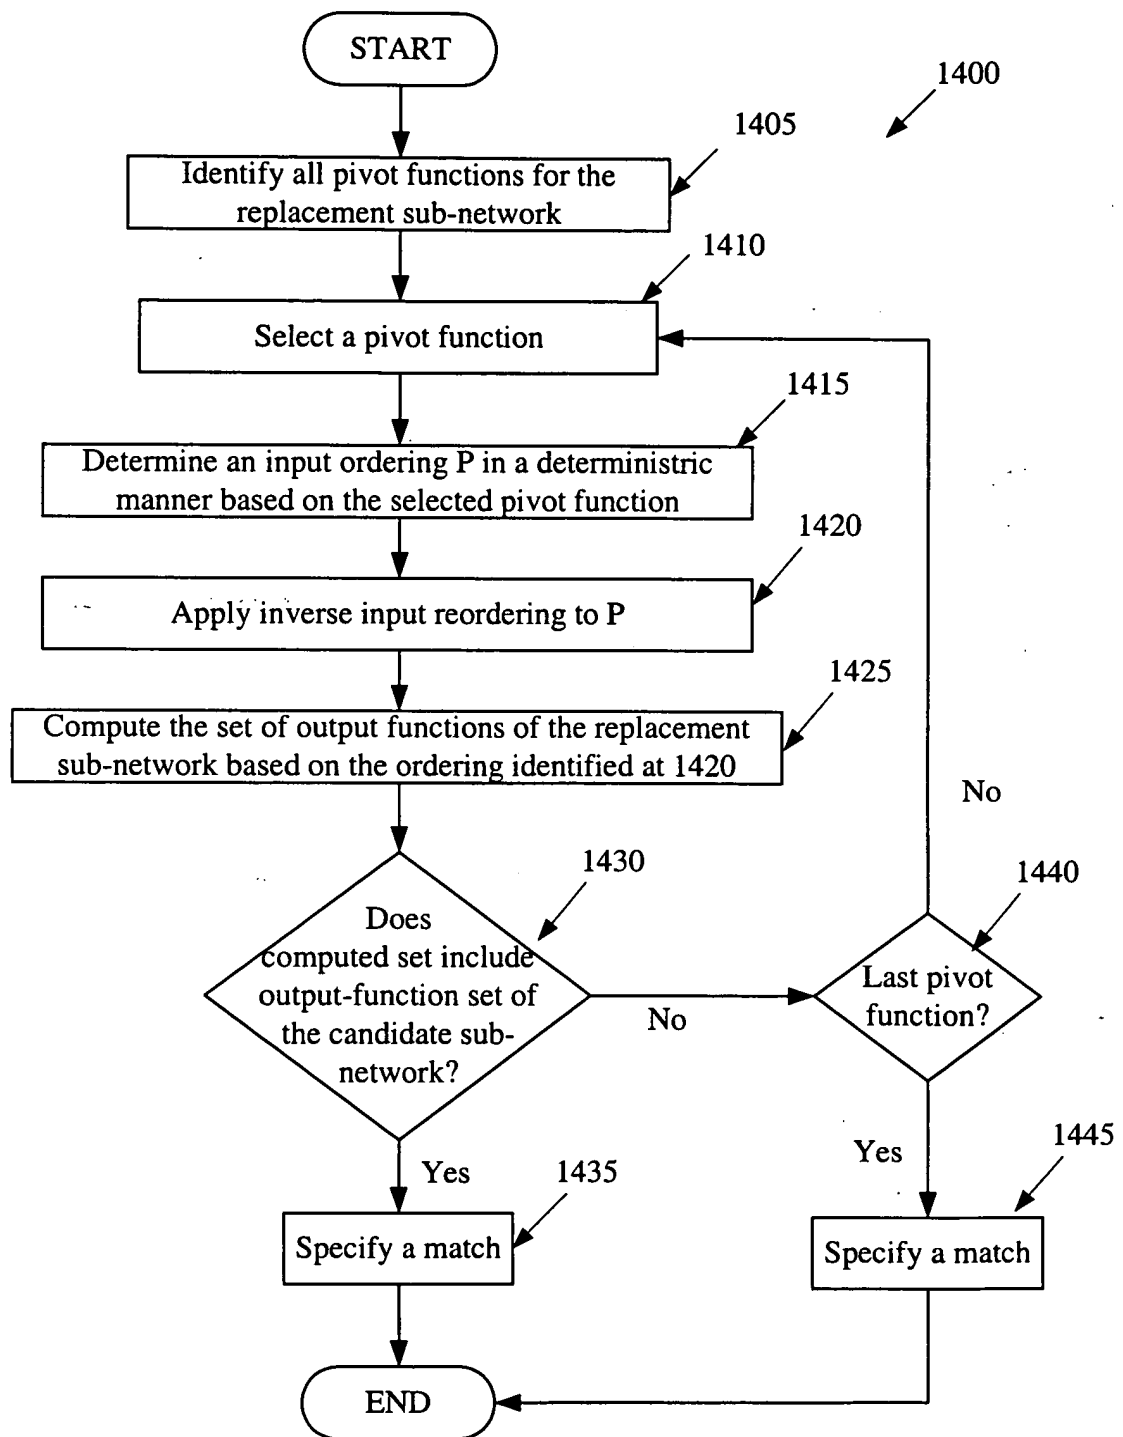 START
1400
1405
Identify all pivot functions for the
replacement sub-network
1410
Select a pivot function
1415
Determine an input ordering P in a deterministric
manner based on the selected pivot function
1420
Apply inverse input reordering to P
1425
Compute the set of output functions of the replacement
sub-network based on the ordering identified at 1420
No
1430
Does
computed set include
output-function set of
the candidate sub-
network?
No
1440
Last pivot
function?
Yes
1435
Specify a match
Yes
1445
Specify a match
END